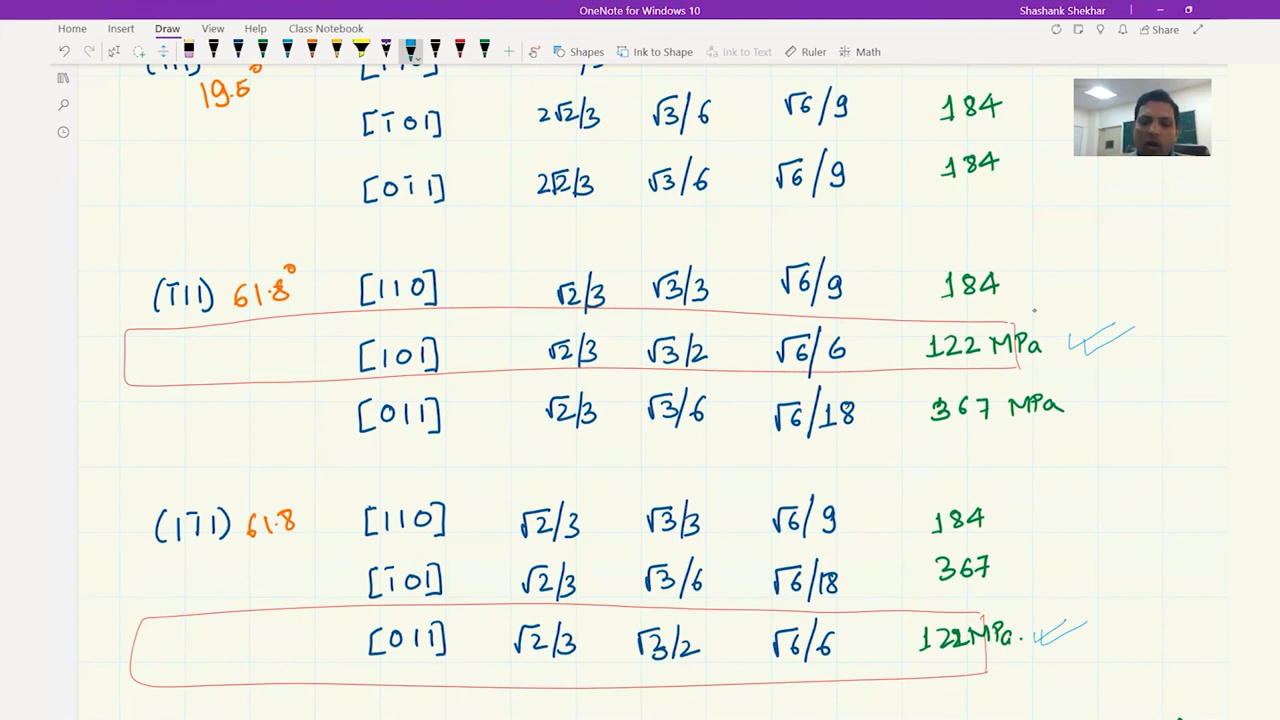 OneNote for Windows 10
Shashank Shekhar
Home Insert Draw View Help Class Notebook
Share
Shapes Ink to Shape Ink to Text Ruler Math
19.5°
[1̄01] 2√2/3 √3/6 √6/9 184
[01̄1] 2√2/3 √3/6 √6/9 184
(1̄11) 61.8° [110] √2/3 √3/3 √6/9 184
[101] √2/3 √3/2 √6/6 122 MPa
[011] √2/3 √3/6 √6/18 367 MPa
(11̄1) 61.8 [110] √2/3 √3/3 √6/9 184
[1̄01] √2/3 √3/6 √6/18 367
[011] √2/3 √3/2 √6/6 122 MPa.